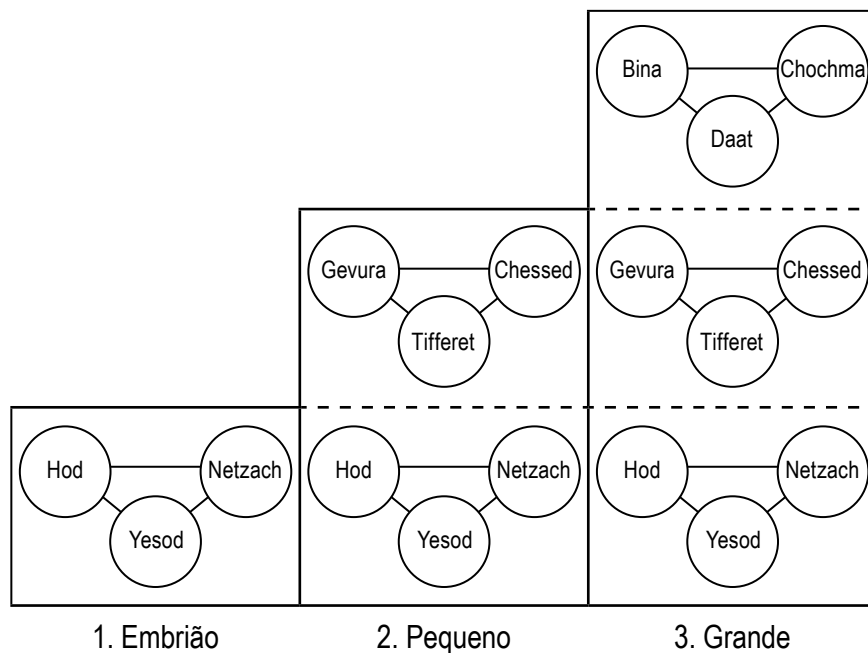 Bina Chochma
Daat
Gevura Chessed Gevura Chessed
Tifferet Tifferet
Hod Netzach Hod Netzach Hod Netzach
Yesod Yesod Yesod
1. Embrião 2. Pequeno 3. Grande